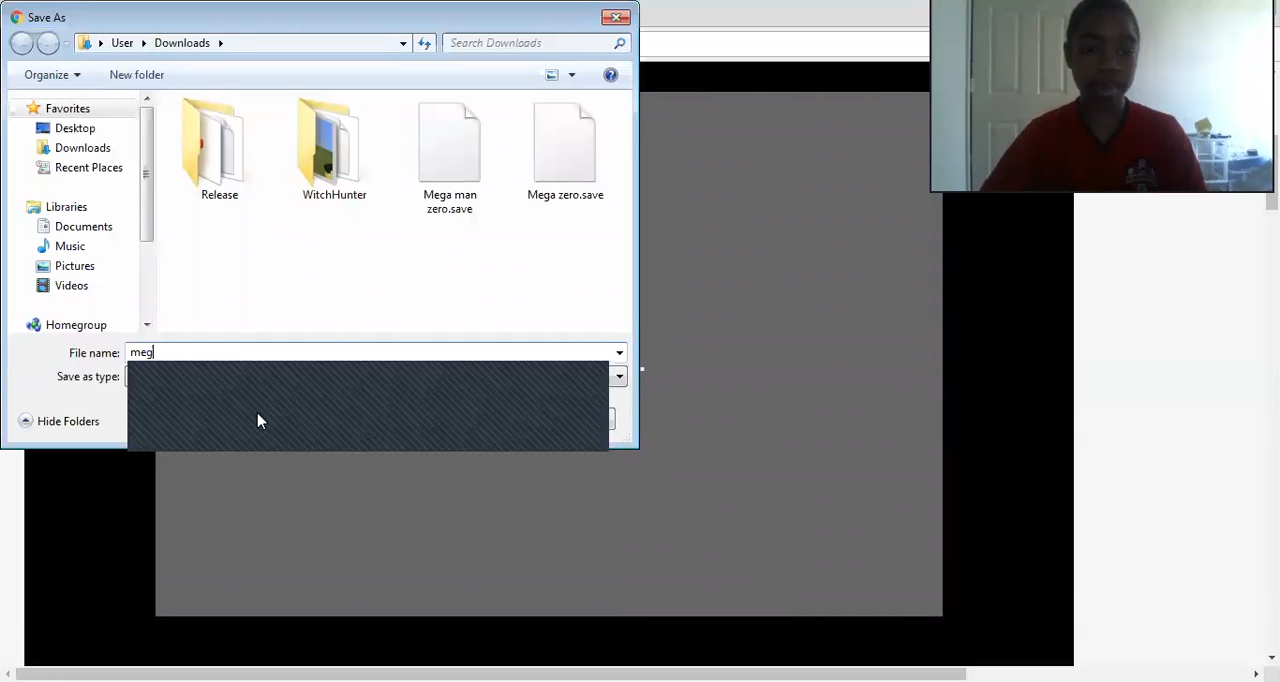 Save As
User Downloads
Search Downloads
Organize
New folder
Favorites
Desktop
Downloads
Recent Places
Libraries
Documents
Music
Pictures
Videos
Homegroup
Release
WitchHunter
Mega man
zero.save
Mega zero.save
File name: meg
Save as type:
Hide Folders